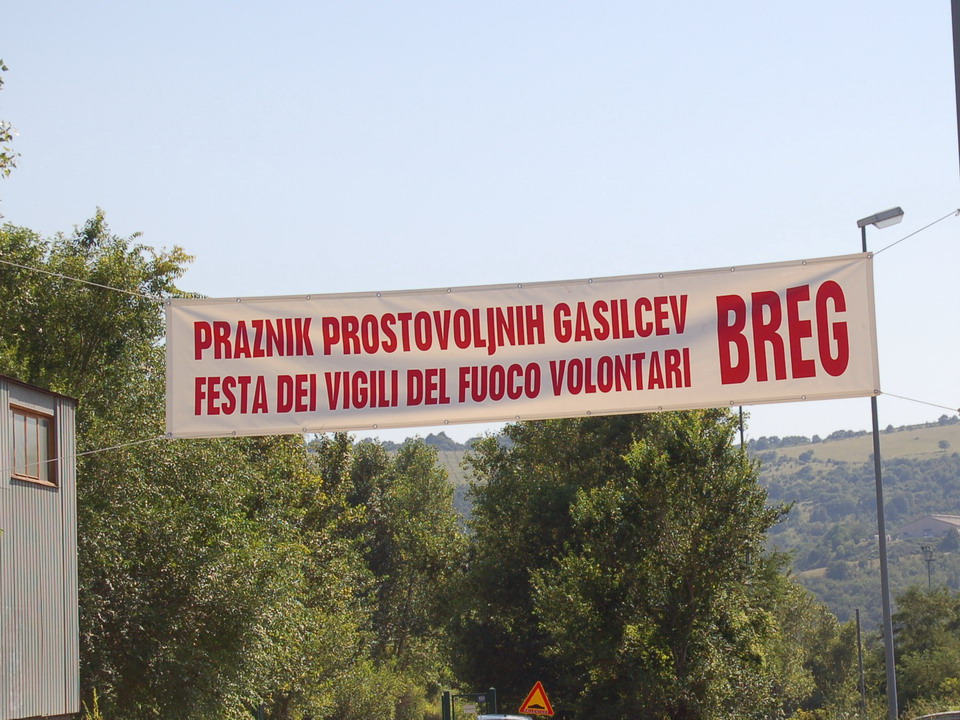 PRAZNIK PROSTOVOLJNIH GASILCEV
FESTA DEI VIGILI DEL FUOCO VOLONTARI
BREG